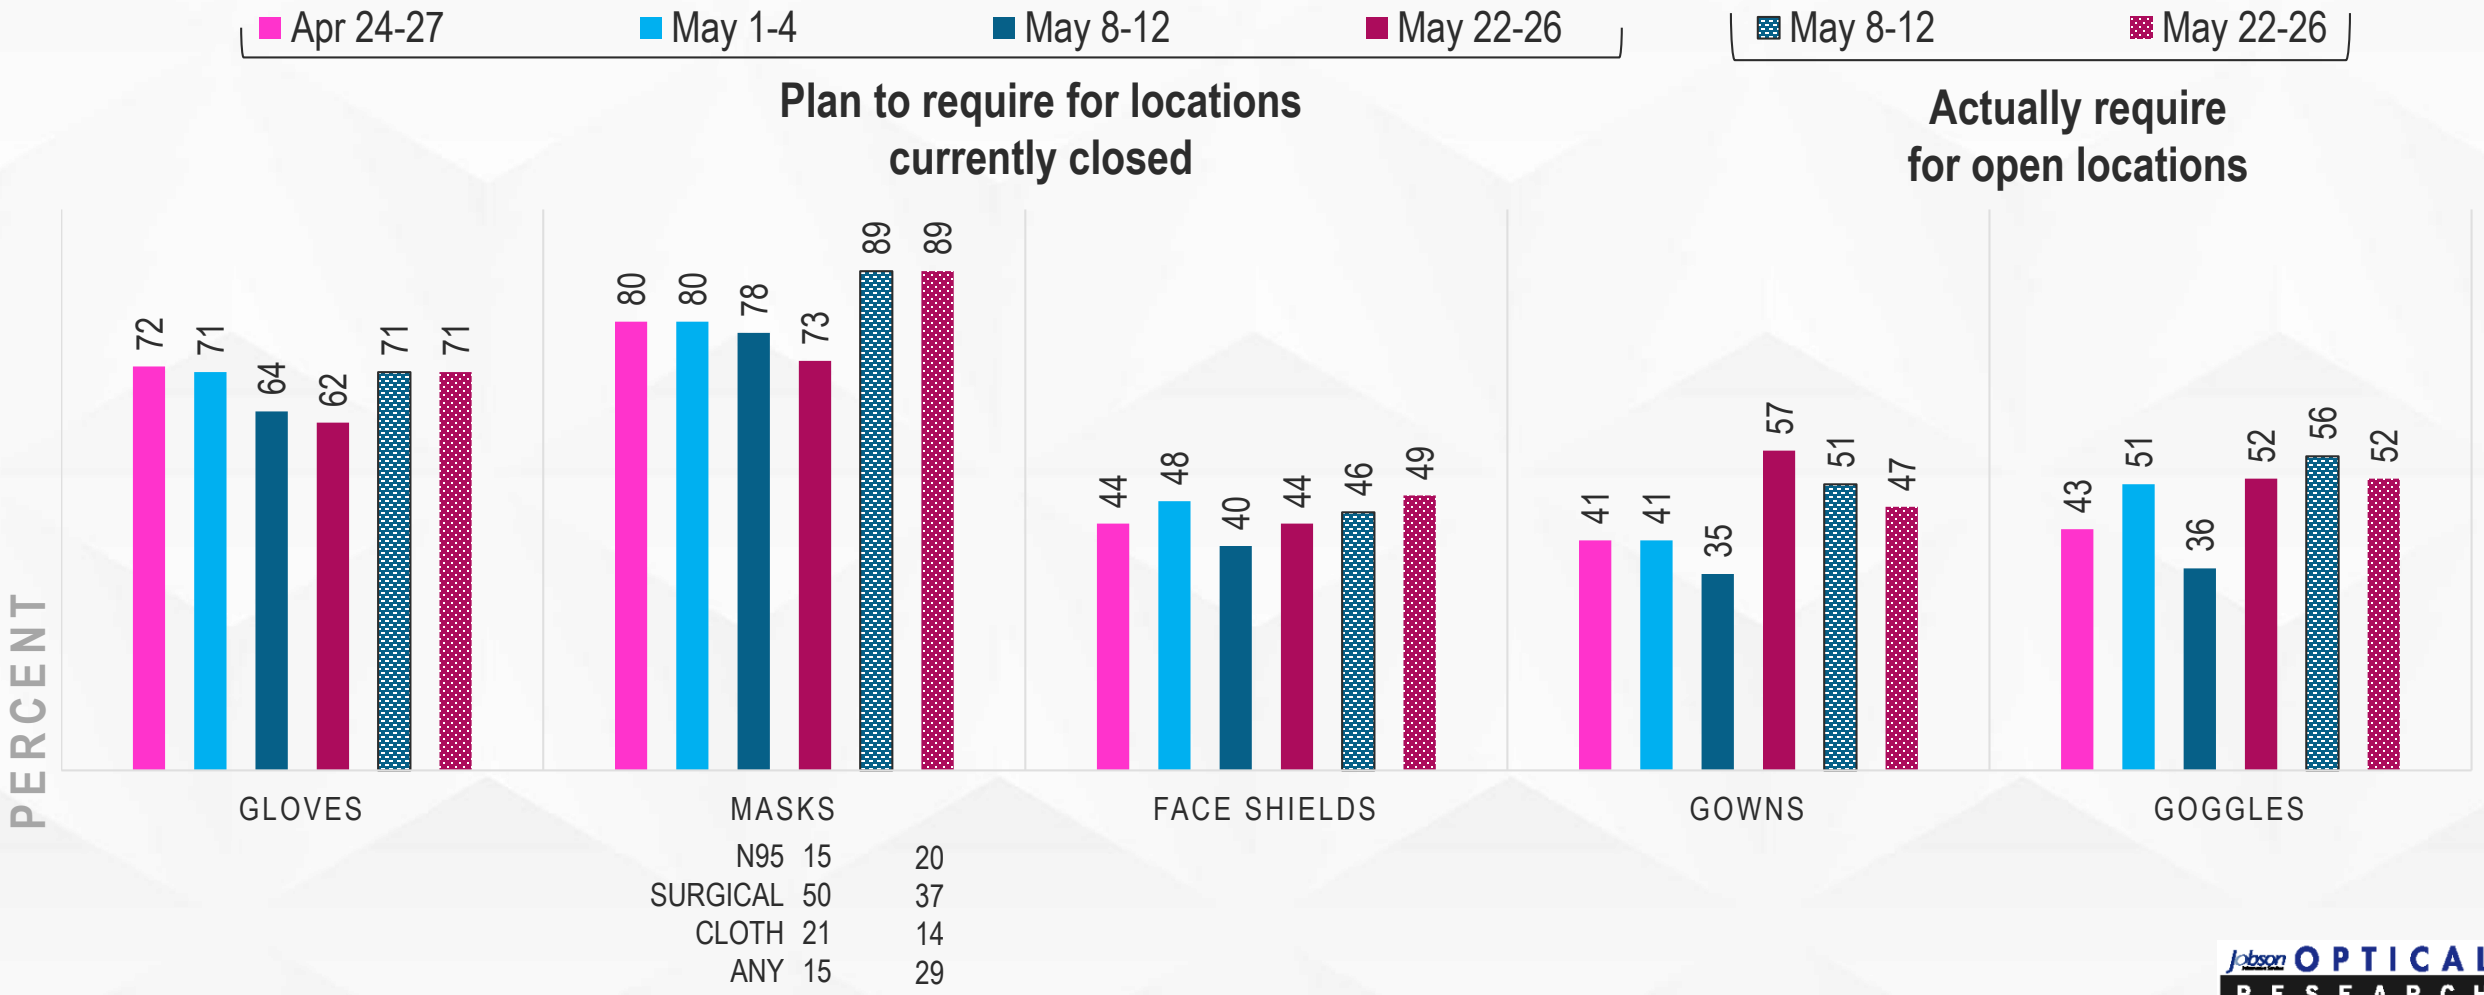 Apr 24-27 May 1-4 May 8-12 May 22-26 May 8-12 May 22-26
Plan to require for locations
currently closed
Actually require
for open locations
PERCENT
72 71 64 62 71 71
80 80 78 73 89 89
44 48 40 44 46 49
41 41 35 57 51 47
43 51 36 52 56 52
GLOVES MASKS FACE SHIELDS GOWNS GOGGLES
N95 15 20
SURGICAL 50 37
CLOTH 21 14
ANY 15 29
Jobson OPTICAL
RESEARCH